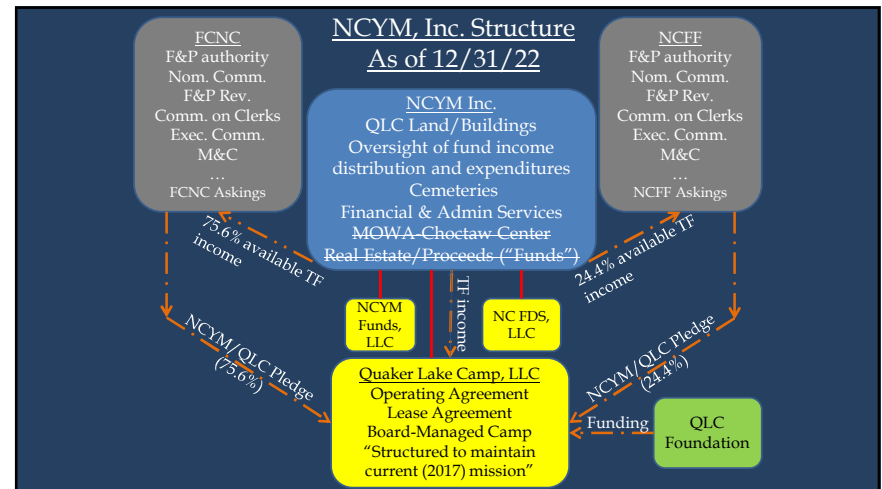 NCYM, Inc. Structure
As of 12/31/22
FCNC
F&P authority
Nom. Comm.
F&P Rev.
Comm. on Clerks
Exec. Comm.
M&C
…
FCNC Askings
NCYM Inc.
QLC Land/Buildings
Oversight of fund income
distribution and expenditures
Cemeteries
Financial & Admin Services
MOWA-Choctaw Center
Real Estate/Proceeds ("Funds")
NCFF
F&P authority
Nom. Comm.
F&P Rev.
Comm. on Clerks
Exec. Comm.
M&C
…
NCFF Askings
75.6% available TF
income
24.4% available TF
income
TF income
NCYM
Funds,
LLC
NC FDS,
LLC
NCYM/QLC Pledge
(75.6%)
NCYM/QLC Pledge
(24.4%)
Quaker Lake Camp, LLC
Operating Agreement
Lease Agreement
Board-Managed Camp
“Structured to maintain
current (2017) mission”
Funding
QLC
Foundation